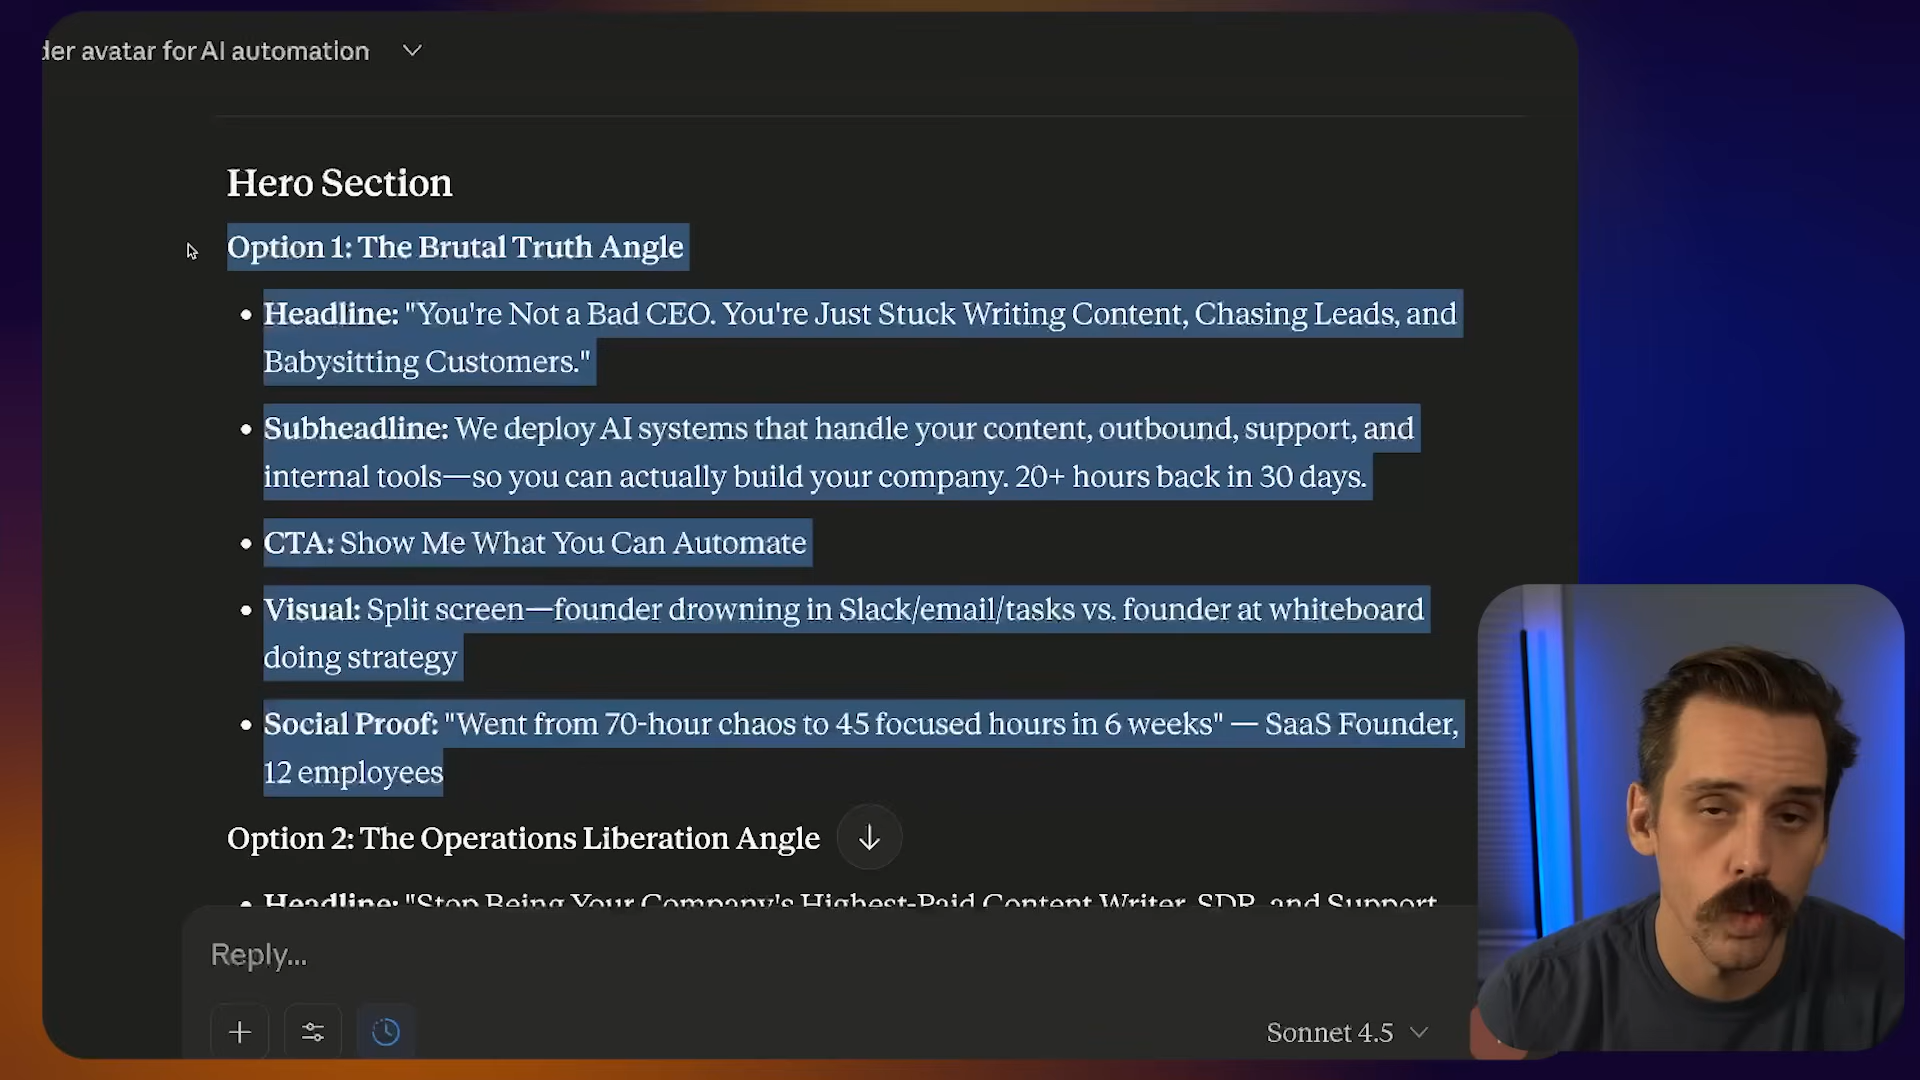 der avatar for AI automation
Hero Section
Option 1: The Brutal Truth Angle
• Headline: "You're Not a Bad CEO. You're Just Stuck Writing Content, Chasing Leads, and
Babysitting Customers."
• Subheadline: We deploy AI systems that handle your content, outbound, support, and
internal tools—so you can actually build your company. 20+ hours back in 30 days.
• CTA: Show Me What You Can Automate
• Visual: Split screen—founder drowning in Slack/email/tasks vs. founder at whiteboard
doing strategy
• Social Proof: "Went from 70-hour chaos to 45 focused hours in 6 weeks" — SaaS Founder,
12 employees
Option 2: The Operations Liberation Angle
• Headline: "Stop Being Your Company's Highest-Paid Content Writer, SDR, and Support
Reply...
Sonnet 4.5